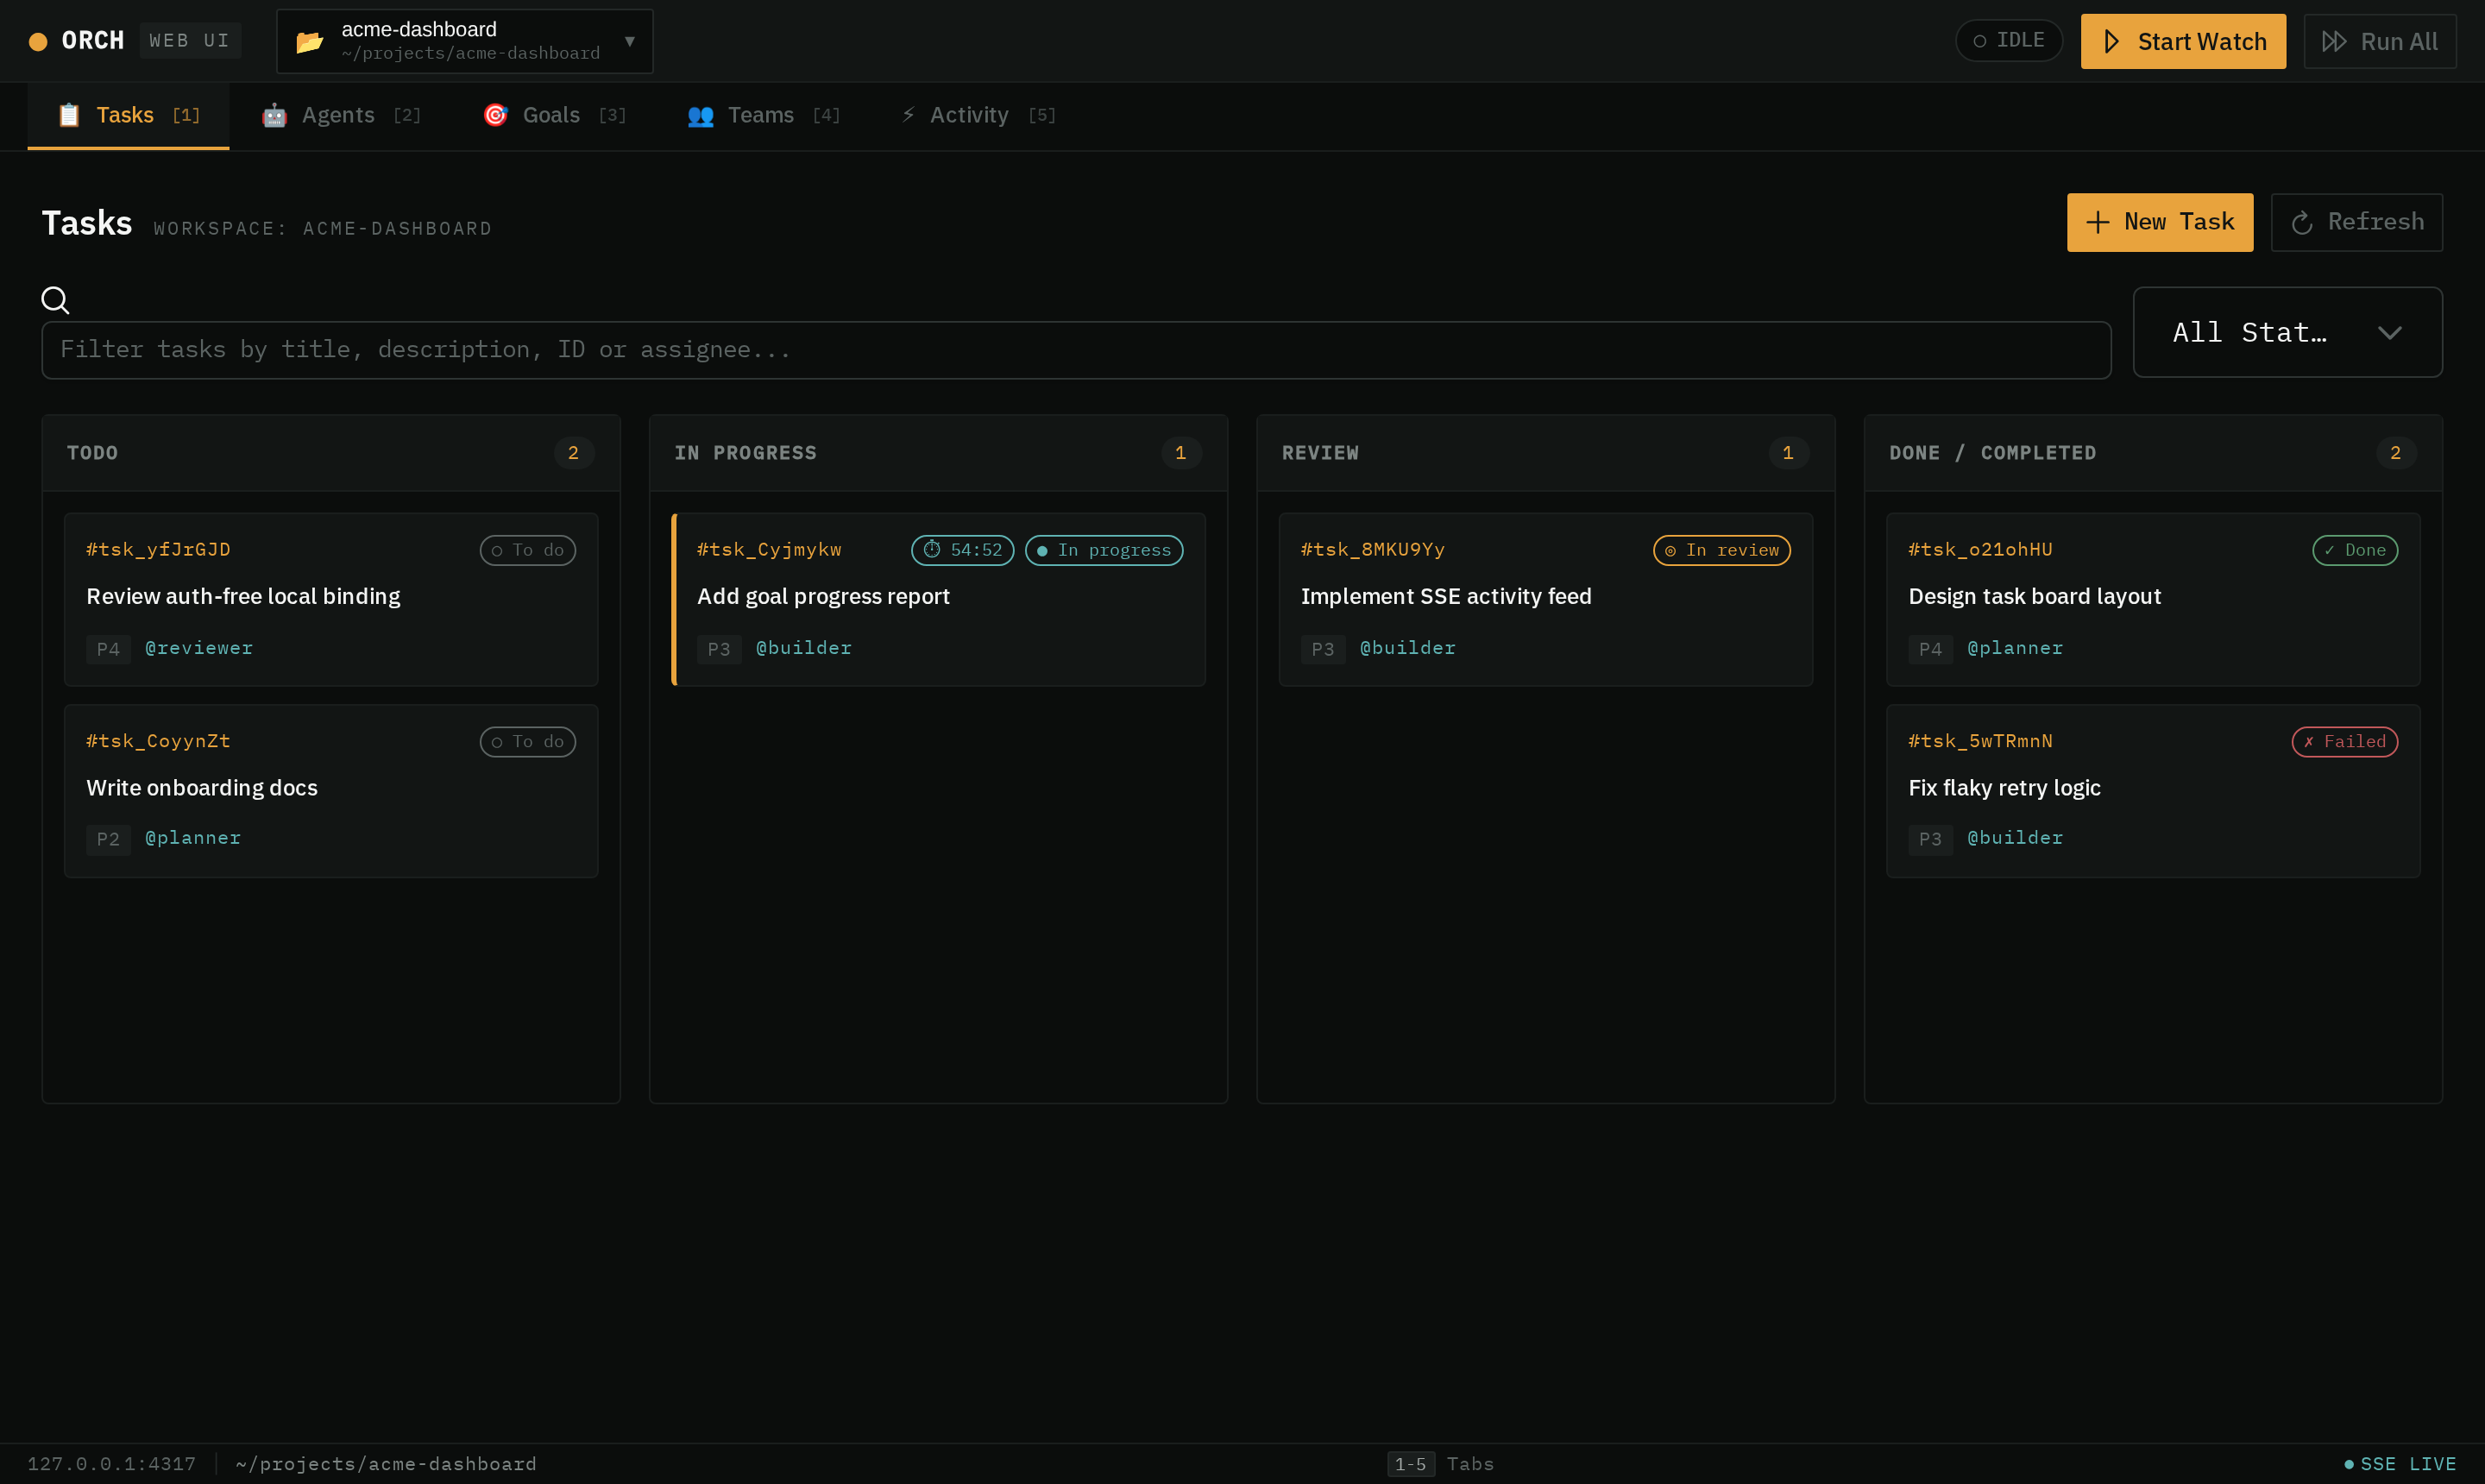 ORCH WEB UI
acme-dashboard
~/projects/acme-dashboard
IDLE
Start Watch
Run All
Tasks [1]
Agents [2]
Goals [3]
Teams [4]
Activity [5]
Tasks WORKSPACE: ACME-DASHBOARD
New Task
Refresh
Filter tasks by title, description, ID or assignee...
All Stat…
TODO 2
#tsk_yfJrGJD To do
Review auth-free local binding
P4 @reviewer
#tsk_CoyynZt To do
Write onboarding docs
P2 @planner
IN PROGRESS 1
#tsk_Cyjmykw 54:52 In progress
Add goal progress report
P3 @builder
REVIEW 1
#tsk_8MKU9Yy In review
Implement SSE activity feed
P3 @builder
DONE / COMPLETED 2
#tsk_o21ohHU ✓ Done
Design task board layout
P4 @planner
#tsk_5wTRmnN ✗ Failed
Fix flaky retry logic
P3 @builder
127.0.0.1:4317
~/projects/acme-dashboard
1-5 Tabs
SSE LIVE